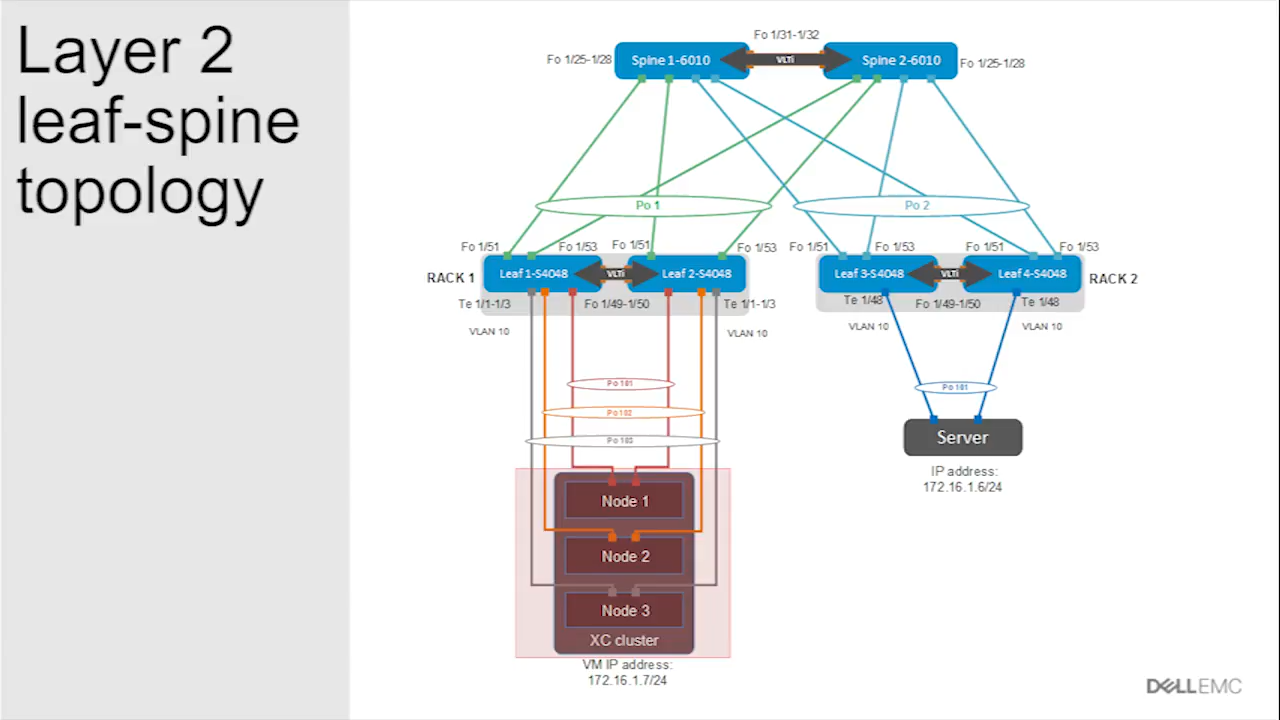 Layer 2
leaf-spine
topology
Fo 1/31-1/32
Fo 1/25-1/28
Spine 1-6010
VLTi
Spine 2-6010
Fo 1/25-1/28
Po 1
Po 2
Fo 1/51
Fo 1/53
Fo 1/51
Fo 1/53
Fo 1/51
Fo 1/53
Fo 1/51
Fo 1/53
RACK 1
Leaf 1-S4048
VLTi
Leaf 2-S4048
Leaf 3-S4048
VLTi
Leaf 4-S4048
RACK 2
Te 1/1-1/3
Fo 1/49-1/50
Te 1/1-1/3
Te 1/48
Fo 1/49-1/50
Te 1/48
VLAN 10
VLAN 10
VLAN 10
VLAN 10
Po 101
Po 102
Po 103
Po 101
Server
IP address:
172.16.1.6/24
Node 1
Node 2
Node 3
XC cluster
VM IP address:
172.16.1.7/24
DELLEMC